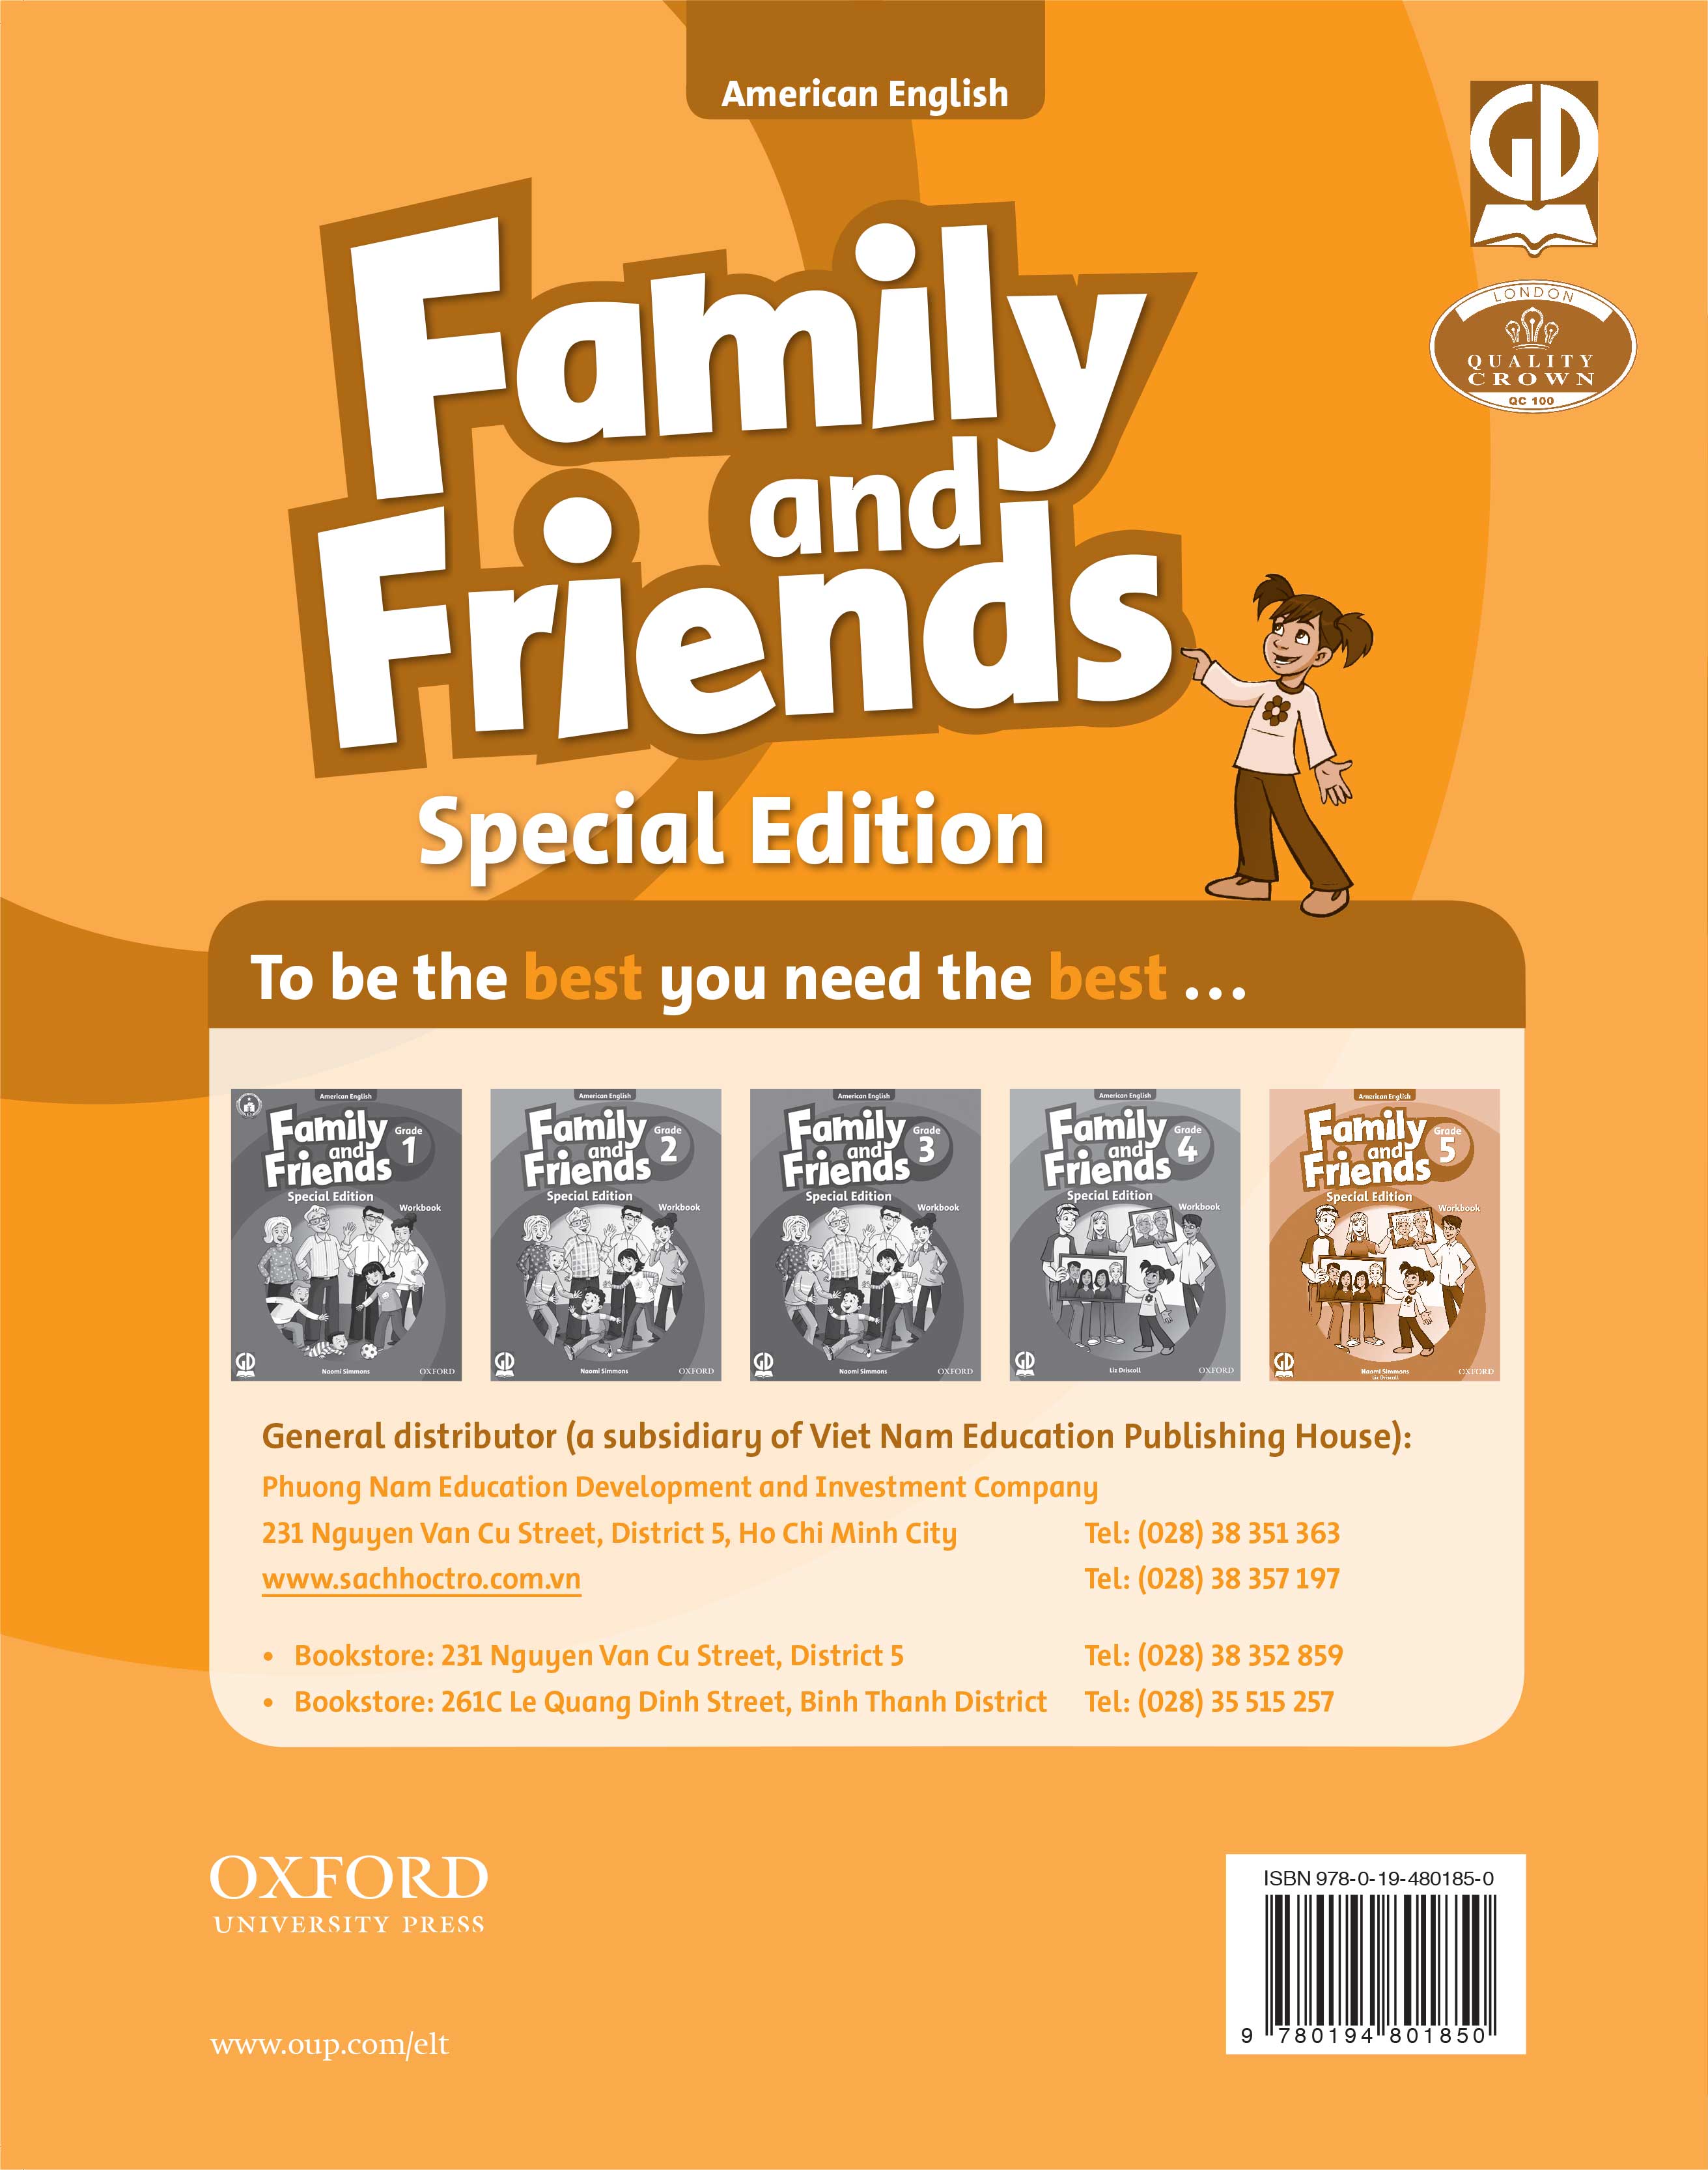 American English
GD
LONDON
QUALITY
CROWN
QC 100
Family
and
Friends
Special Edition
To be the best you need the best ...
American English
Family
and
Friends
Grade
1
Special Edition
Workbook
GD
Naomi Simmons
OXFORD
American English
Family
and
Friends
Grade
2
Special Edition
Workbook
GD
Naomi Simmons
OXFORD
American English
Family
and
Friends
Grade
3
Special Edition
Workbook
GD
Naomi Simmons
OXFORD
American English
Family
and
Friends
Grade
4
Special Edition
Workbook
GD
Liz Driscoll
OXFORD
American English
Family
and
Friends
Grade
5
Special Edition
Workbook
GD
Naomi Simmons
Liz Driscoll
OXFORD
General distributor (a subsidiary of Viet Nam Education Publishing House):
Phuong Nam Education Development and Investment Company
231 Nguyen Van Cu Street, District 5, Ho Chi Minh City Tel: (028) 38 351 363
www.sachhoctro.com.vn Tel: (028) 38 357 197
• Bookstore: 231 Nguyen Van Cu Street, District 5 Tel: (028) 38 352 859
• Bookstore: 261C Le Quang Dinh Street, Binh Thanh District Tel: (028) 35 515 257
OXFORD
UNIVERSITY PRESS
www.oup.com/elt
ISBN 978-0-19-480185-0
9 780194 801850